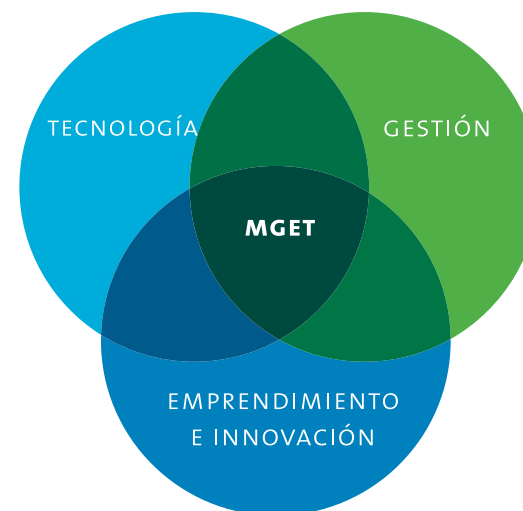 TECNOLOGÍA
GESTIÓN
MGET
EMPRENDIMIENTO
E INNOVACIÓN